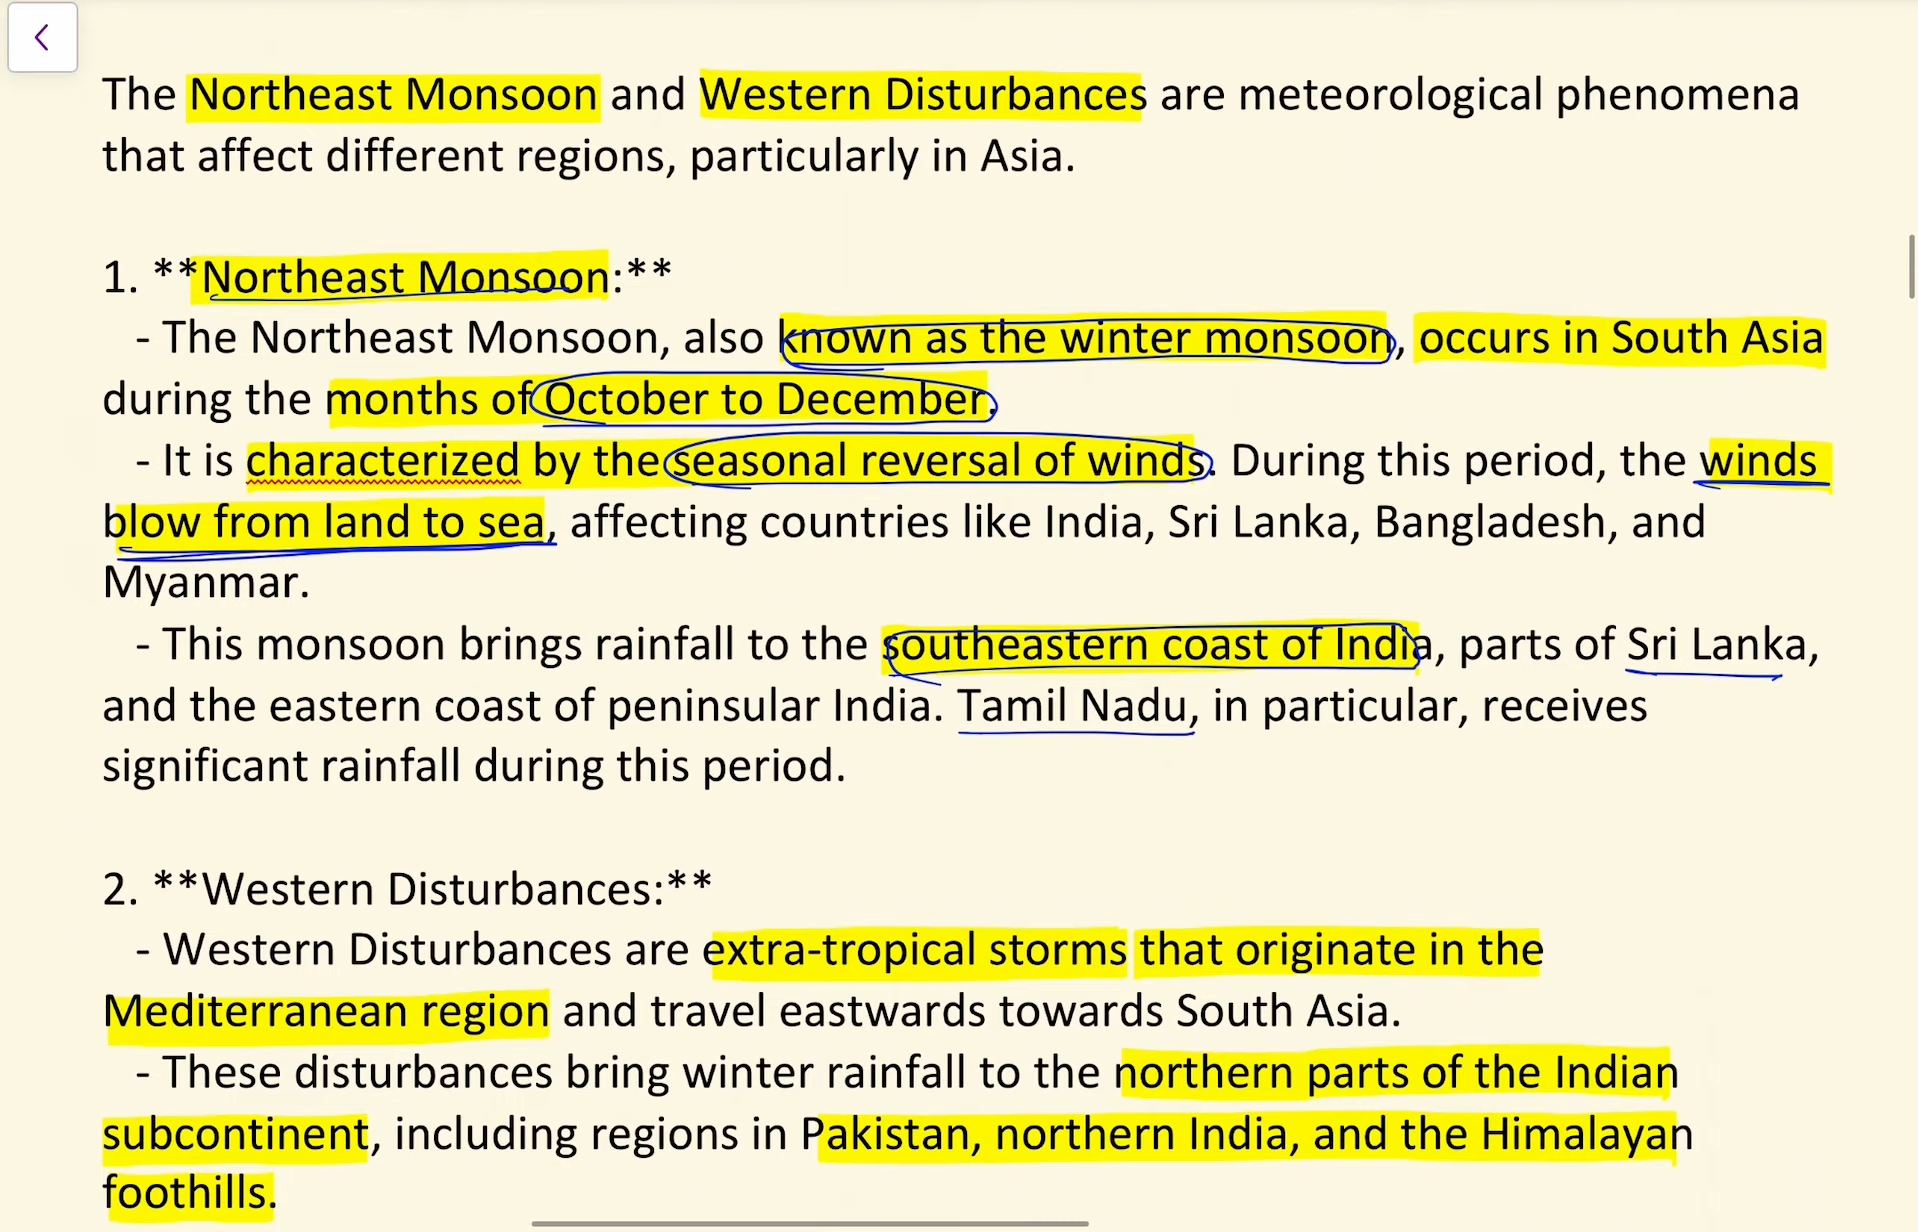 The Northeast Monsoon and Western Disturbances are meteorological phenomena
that affect different regions, particularly in Asia.
1. **Northeast Monsoon:**
- The Northeast Monsoon, also known as the winter monsoon, occurs in South Asia
during the months of October to December.
- It is characterized by the seasonal reversal of winds. During this period, the winds
blow from land to sea, affecting countries like India, Sri Lanka, Bangladesh, and
Myanmar.
- This monsoon brings rainfall to the southeastern coast of India, parts of Sri Lanka,
and the eastern coast of peninsular India. Tamil Nadu, in particular, receives
significant rainfall during this period.
2. **Western Disturbances:**
- Western Disturbances are extra-tropical storms that originate in the
Mediterranean region and travel eastwards towards South Asia.
- These disturbances bring winter rainfall to the northern parts of the Indian
subcontinent, including regions in Pakistan, northern India, and the Himalayan
foothills.